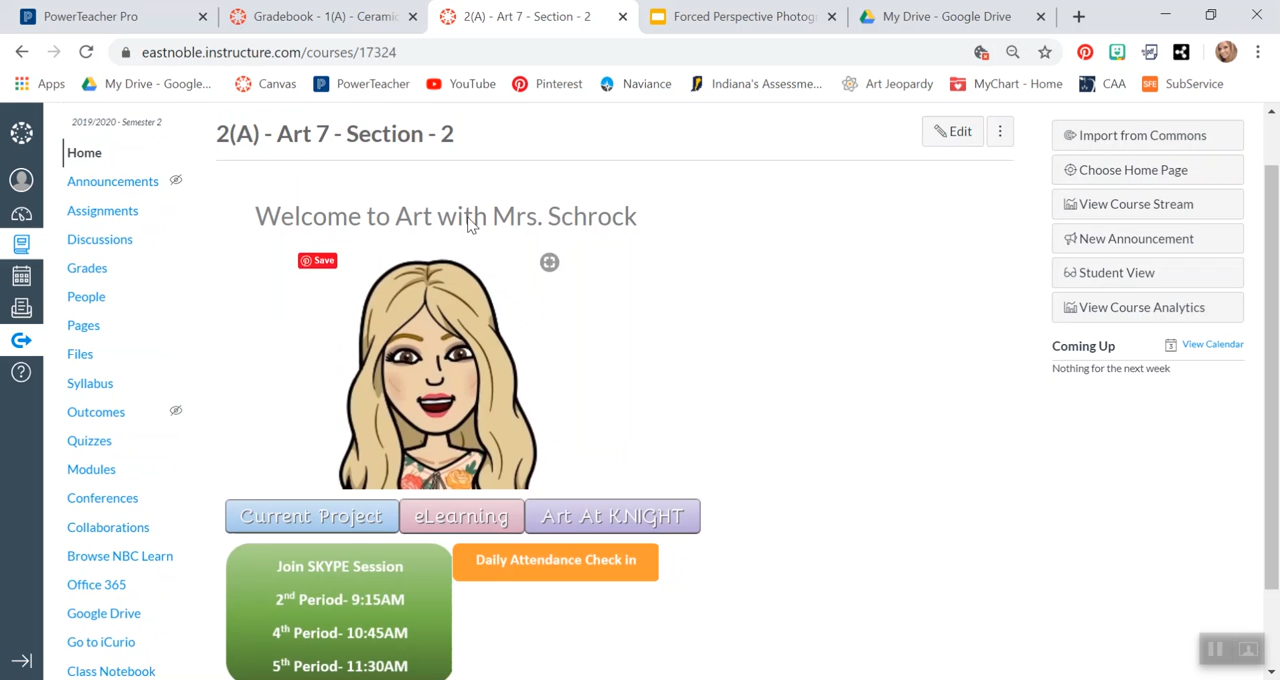 PowerTeacher Pro
Gradebook - 1(A) - Ceramic
2(A) - Art 7 - Section - 2
Forced Perspective Photog
My Drive - Google Drive
eastnoble.instructure.com/courses/17324
Apps
My Drive - Google...
Canvas
PowerTeacher
YouTube
Pinterest
Naviance
Indiana's Assessme...
Art Jeopardy
MyChart - Home
CAA
SFE
SubService
2019/2020 - Semester 2
Home
Announcements
Assignments
Discussions
Grades
People
Pages
Files
Syllabus
Outcomes
Quizzes
Modules
Conferences
Collaborations
Browse NBC Learn
Office 365
Google Drive
Go to iCurio
Class Notebook
2(A) - Art 7 - Section - 2
Edit
Welcome to Art with Mrs. Schrock
Save
Current Project
eLearning
Art At KNIGHT
Join SKYPE Session
2nd Period- 9:15AM
4th Period- 10:45AM
5th Period- 11:30AM
Daily Attendance Check in
Import from Commons
Choose Home Page
View Course Stream
New Announcement
Student View
View Course Analytics
Coming Up
View Calendar
Nothing for the next week